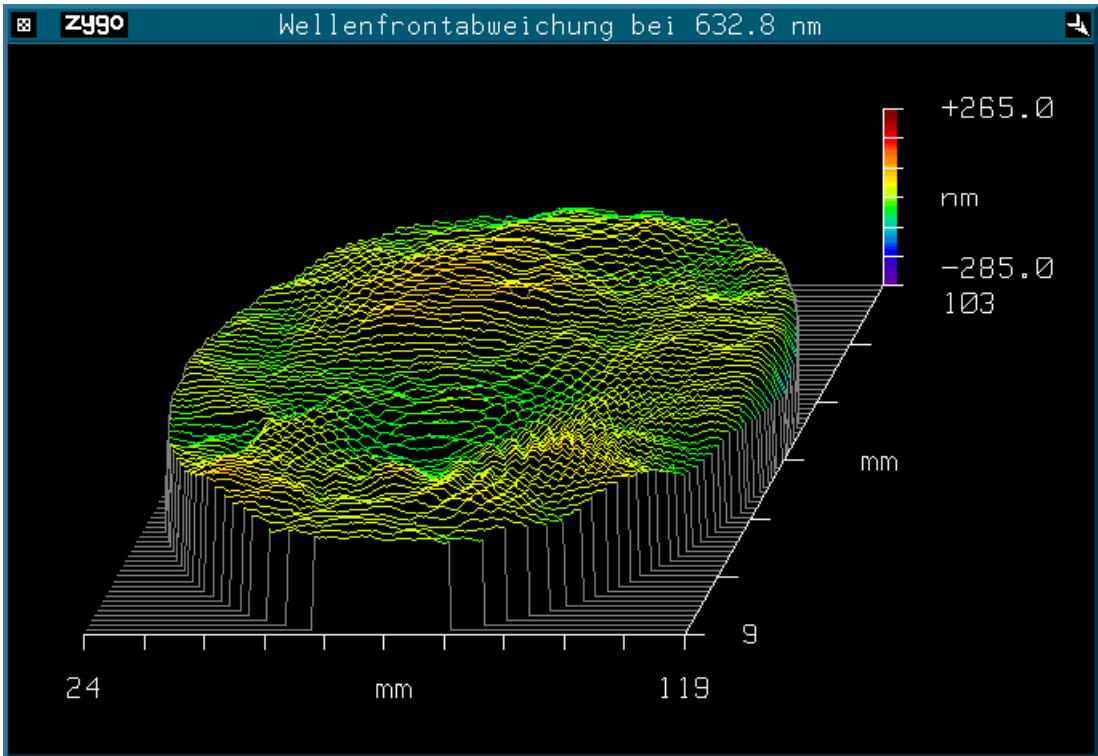 zygo
Wellenfrontabweichung bei 632.8 nm
+265.0
nm
-285.0
103
mm
9
24
mm
119